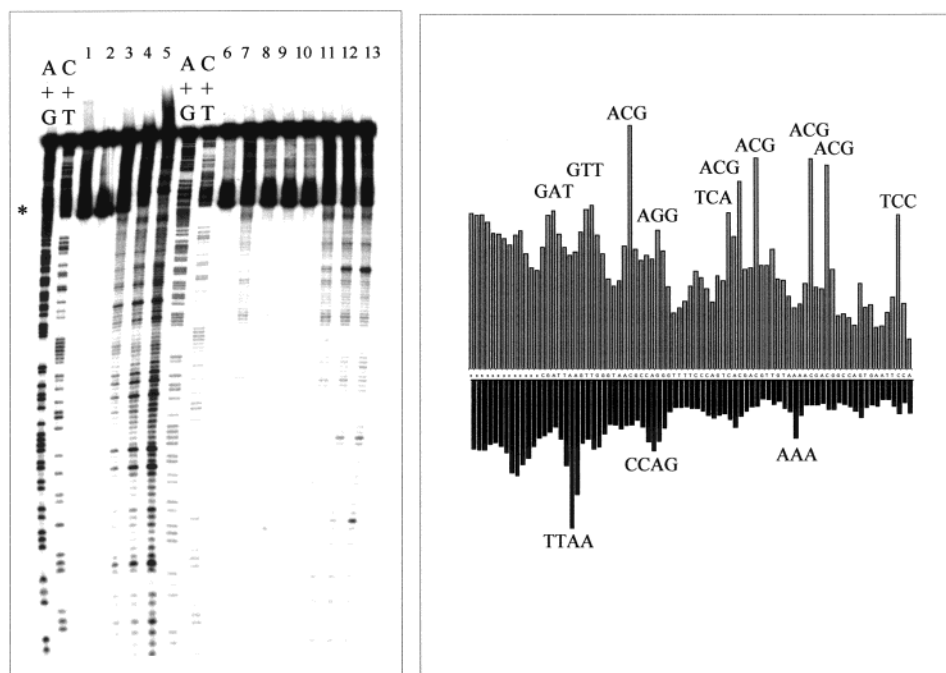 A + G
C + T
1 2 3 4 5
A + G
C + T
6 7 8 9 10 11 12 13
*
ACG
ACG
ACG
GTT
ACG
ACG
GAT
TCA
TCC
AGG
*************CGATTAAGTTGGGTAACGCCAGGGTTTTCCCAGTCACGACGTTGTAAAACGACGGCCAGTGAATTCCA
CCAG
AAA
TTAA